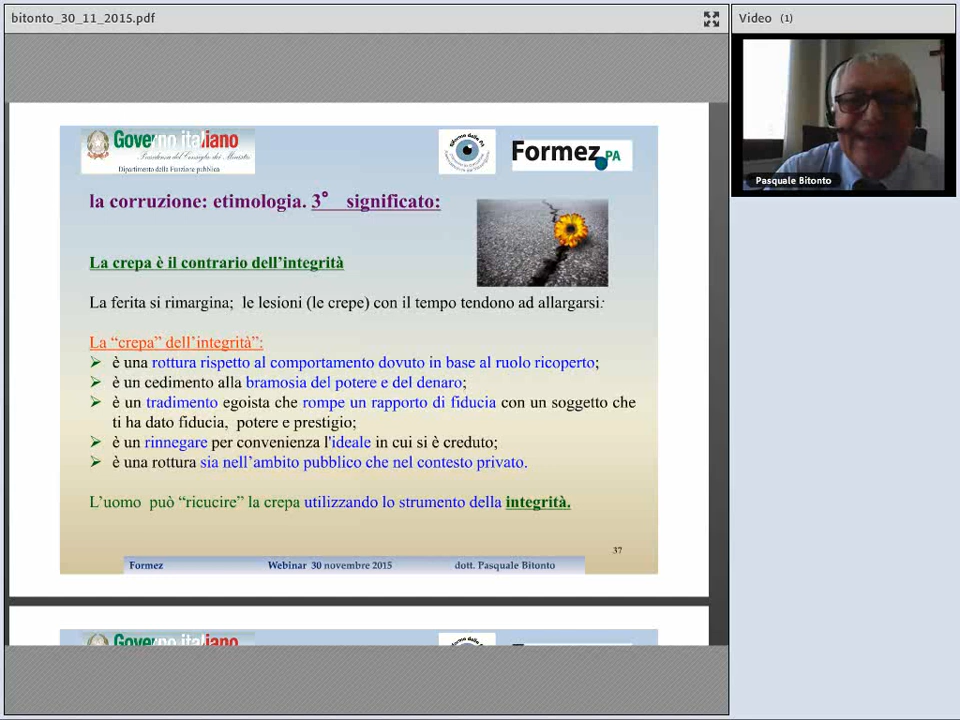 bitonto_30_11_2015.pdf
Video (1)
Governo italiano
Presidenza del Consiglio dei Ministri
Dipartimento della Funzione pubblica
Formez PA
la corruzione: etimologia. 3° significato:
La crepa è il contrario dell'integrità
La ferita si rimargina; le lesioni (le crepe) con il tempo tendono ad allargarsi.
La “crepa” dell'integrità”:
è una rottura rispetto al comportamento dovuto in base al ruolo ricoperto;
è un cedimento alla bramosia del potere e del denaro;
è un tradimento egoista che rompe un rapporto di fiducia con un soggetto che
ti ha dato fiducia, potere e prestigio;
è un rinnegare per convenienza l'ideale in cui si è creduto;
è una rottura sia nell'ambito pubblico che nel contesto privato.
L'uomo può “ricucire” la crepa utilizzando lo strumento della integrità.
37
Formez Webinar 30 novembre 2015 dott. Pasquale Bitonto
Governo italiano
Pasquale Bitonto